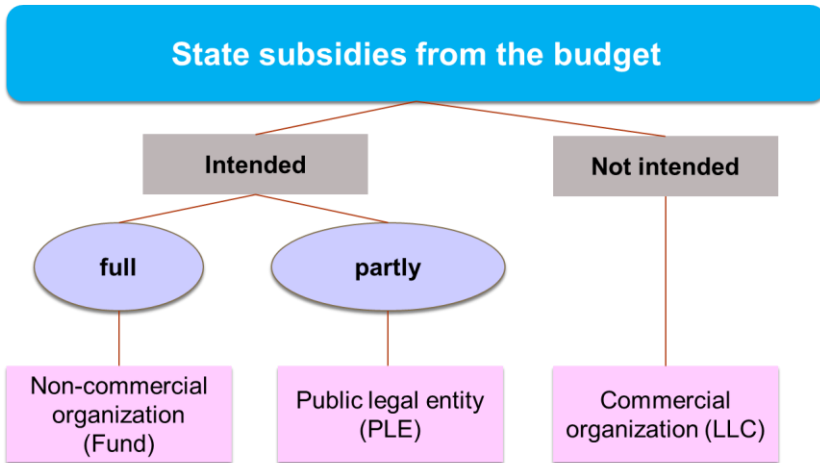 State subsidies from the budget
Intended
Not intended
full
partly
Non-commercial
organization
(Fund)
Public legal entity
(PLE)
Commercial
organization (LLC)